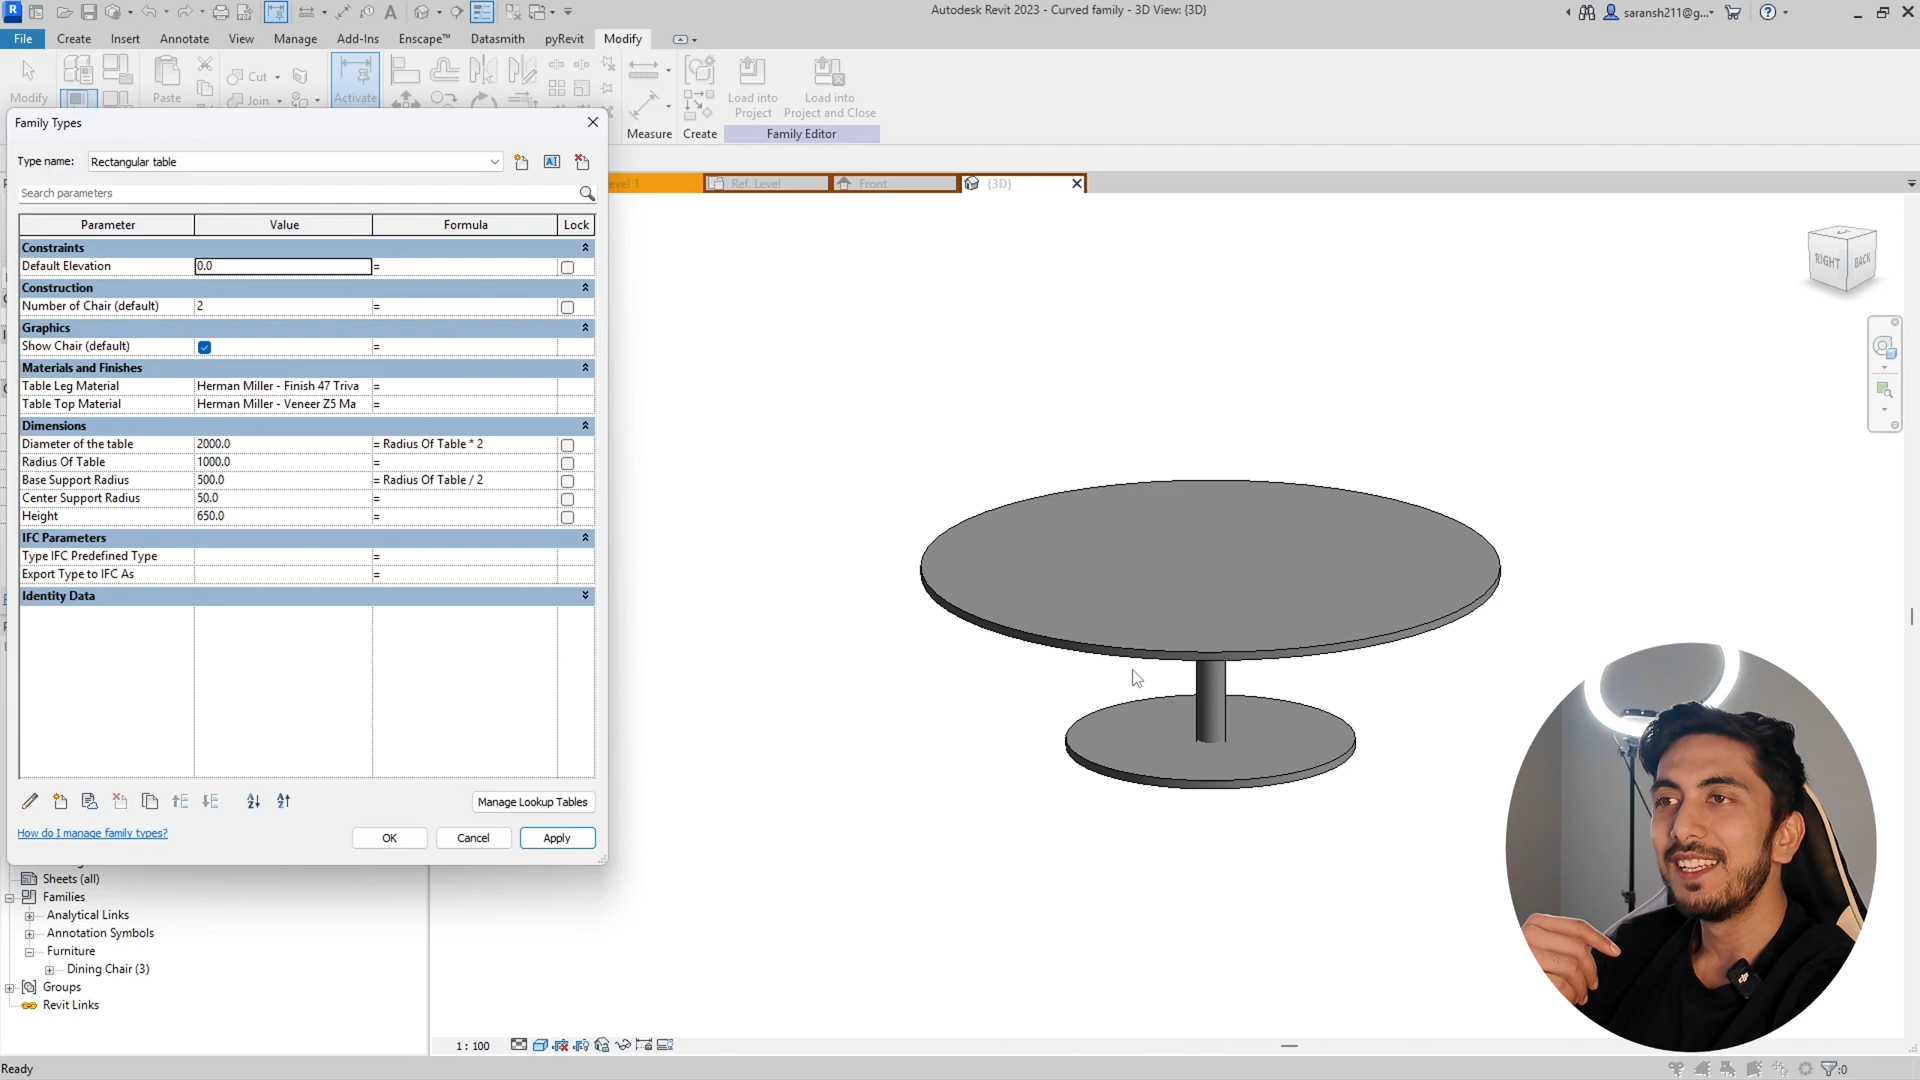 Autodesk Revit 2023 - Curved family - 3D View: {3D}
saransh211@g...
File Create Insert Annotate View Manage Add-Ins Enscape™ Datasmith pyRevit Modify
Modify Paste Cut Join Activate
Load into Project Load into Project and Close
Measure Create Family Editor
Family Types
Type name: Rectangular table
Search parameters
Parameter Value Formula Lock
Constraints
Default Elevation 0.0 =
Construction
Number of Chair (default) 2 =
Graphics
Show Chair (default) =
Materials and Finishes
Table Leg Material Herman Miller - Finish 47 Triva =
Table Top Material Herman Miller - Veneer Z5 Ma =
Dimensions
Diameter of the table 2000.0 = Radius Of Table * 2
Radius Of Table 1000.0 =
Base Support Radius 500.0 = Radius Of Table / 2
Center Support Radius 50.0 =
Height 650.0 =
IFC Parameters
Type IFC Predefined Type =
Export Type to IFC As =
Identity Data
Manage Lookup Tables
How do I manage family types?
OK Cancel Apply
Ref. Level Front {3D}
RIGHT BACK
Sheets (all)
Families
Analytical Links
Annotation Symbols
Furniture
Dining Chair (3)
Groups
Revit Links
1 : 100
Ready
:0